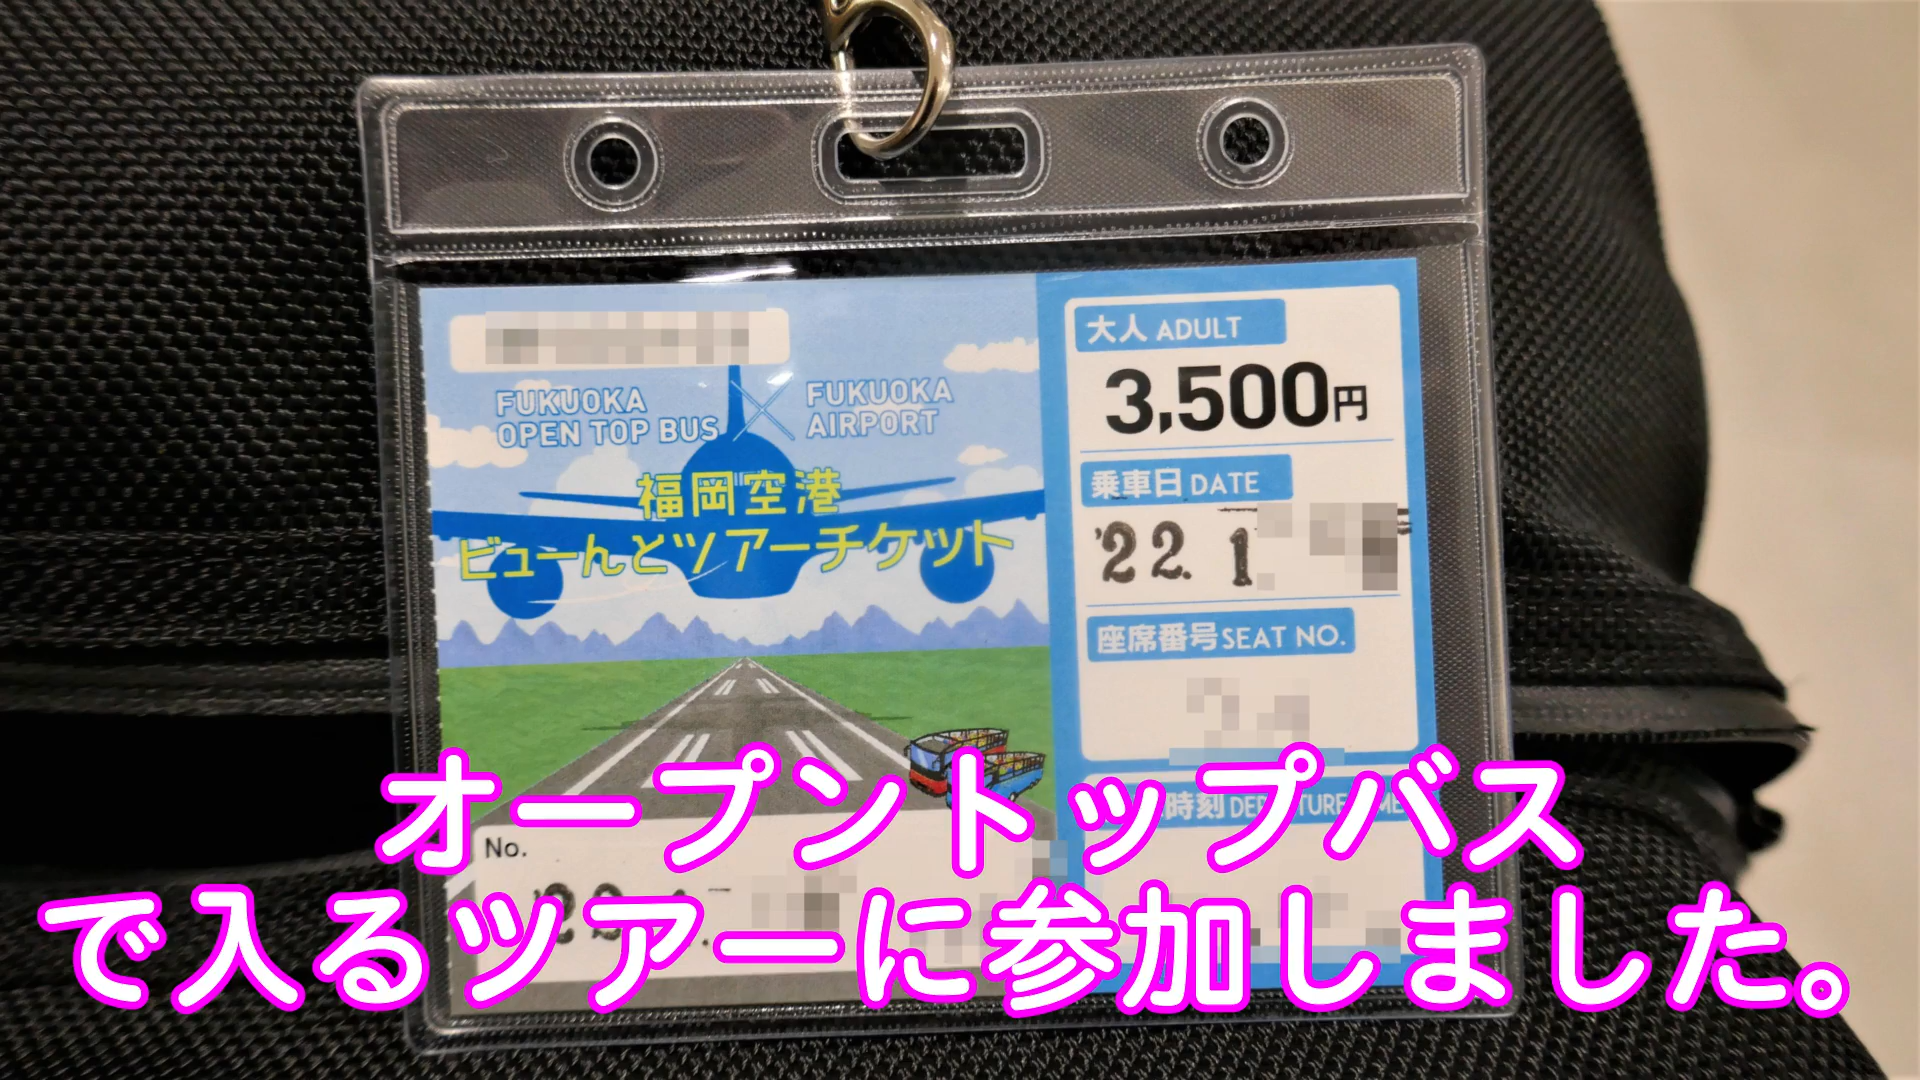 FUKUOKA
OPEN TOP BUS
FUKUOKA
AIRPORT
福岡空港
ビューんとツアーチケット
No.
大人 ADULT
3,500円
乗車日 DATE
'22. 1
座席番号 SEAT NO.
時刻
オープントップバス
で入るツアーに参加しました。